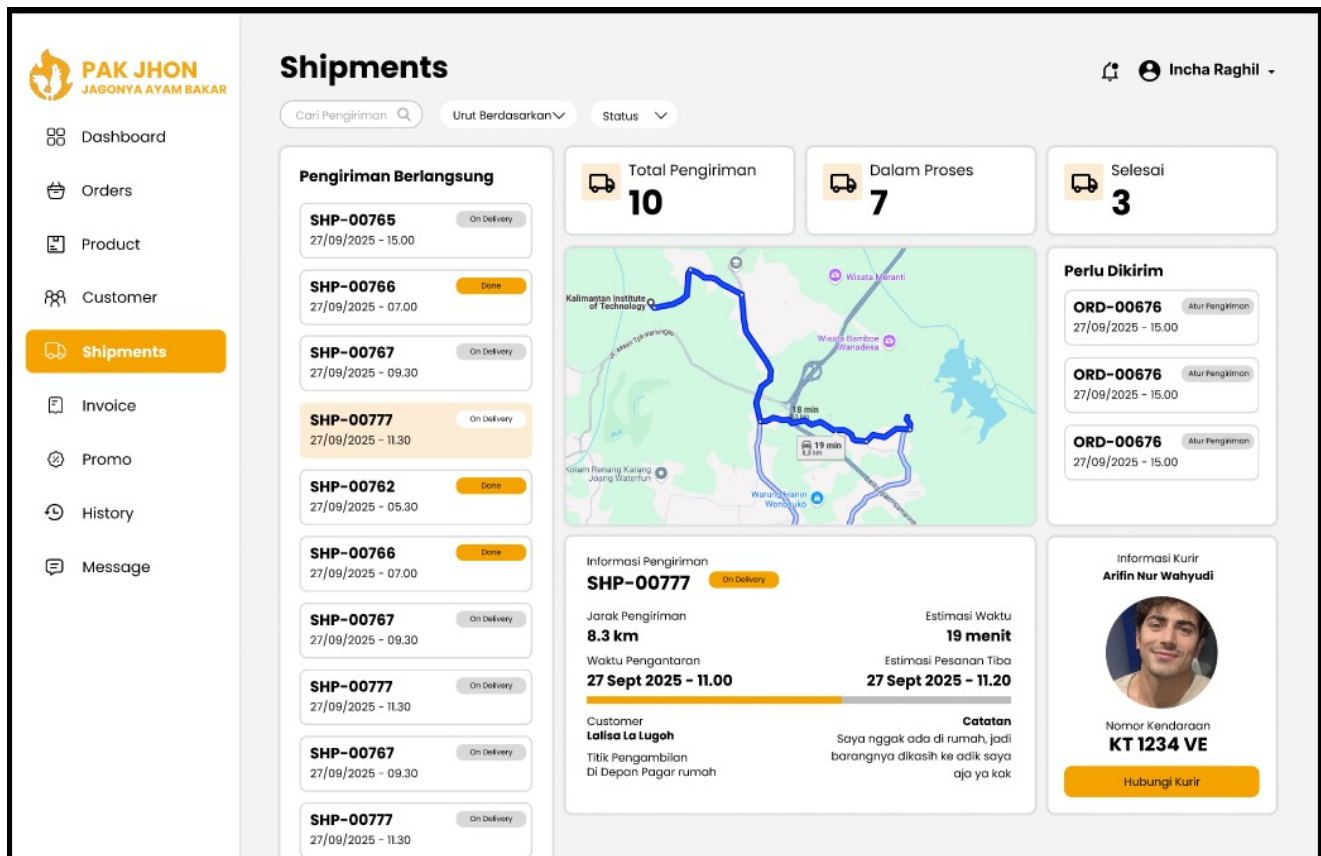 PAK JHON
JAGONYA AYAM BAKAR
Dashboard
Orders
Product
Customer
Shipments
Invoice
Promo
History
Message
Shipments
Incha Raghil
Cari Pengiriman
Urut Berdasarkan
Status
Pengiriman Berlangsung
SHP-00765
On Delivery
27/09/2025 - 15.00
SHP-00766
Done
27/09/2025 - 07.00
SHP-00767
On Delivery
27/09/2025 - 09.30
SHP-00777
On Delivery
27/09/2025 - 11.30
SHP-00762
Done
27/09/2025 - 05.30
SHP-00766
Done
27/09/2025 - 07.00
SHP-00767
On Delivery
27/09/2025 - 09.30
SHP-00777
On Delivery
27/09/2025 - 11.30
SHP-00767
On Delivery
27/09/2025 - 09.30
SHP-00777
On Delivery
27/09/2025 - 11.30
Total Pengiriman
10
Dalam Proses
7
Selesai
3
Kalimantan Institute
of Technology
Wisata Meranti
Wisata Bamboe
Wanadesa
18 min
19 min
8,3 km
Kolam Renang Karang
Joang Waterfun
Warung Hanin
Wonoruko
Perlu Dikirim
ORD-00676
Atur Pengiriman
27/09/2025 - 15.00
ORD-00676
Atur Pengiriman
27/09/2025 - 15.00
ORD-00676
Atur Pengiriman
27/09/2025 - 15.00
Informasi Pengiriman
SHP-00777
On Delivery
Jarak Pengiriman
8.3 km
Estimasi Waktu
19 menit
Waktu Pengantaran
27 Sept 2025 - 11.00
Estimasi Pesanan Tiba
27 Sept 2025 - 11.20
Customer
Lalisa La Lugoh
Titik Pengambilan
Di Depan Pagar rumah
Catatan
Saya nggak ada di rumah, jadi
barangnya dikasih ke adik saya
aja ya kak
Informasi Kurir
Arifin Nur Wahyudi
Nomor Kendaraan
KT 1234 VE
Hubungi Kurir